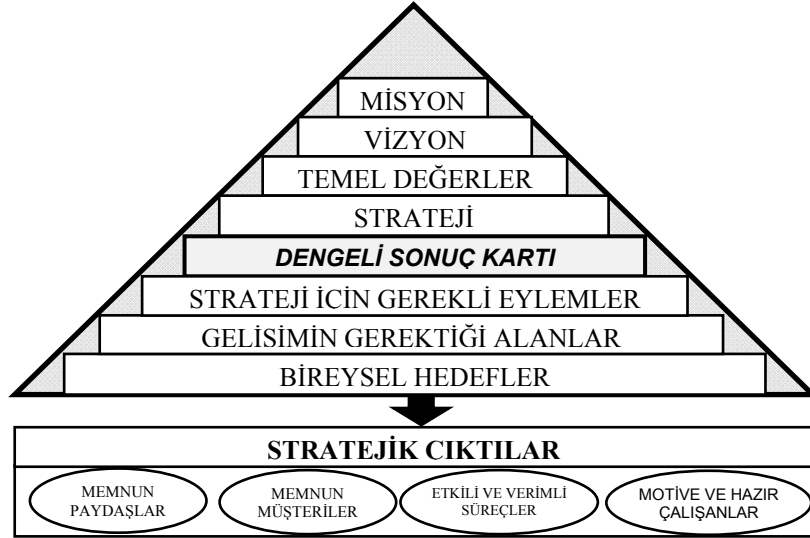 MİSYON
VİZYON
TEMEL DEĞERLER
STRATEJİ
DENGELİ SONUÇ KARTI
STRATEJİ İCİN GEREKLİ EYLEMLER
GELİSİMİN GEREKTİĞİ ALANLAR
BİREYSEL HEDEFLER
STRATEJİK CIKTILAR
MEMNUN
PAYDAŞLAR
MEMNUN
MÜŞTERİLER
ETKİLİ VE VERİMLİ
SÜREÇLER
MOTİVE VE HAZIR
ÇALIŞANLAR